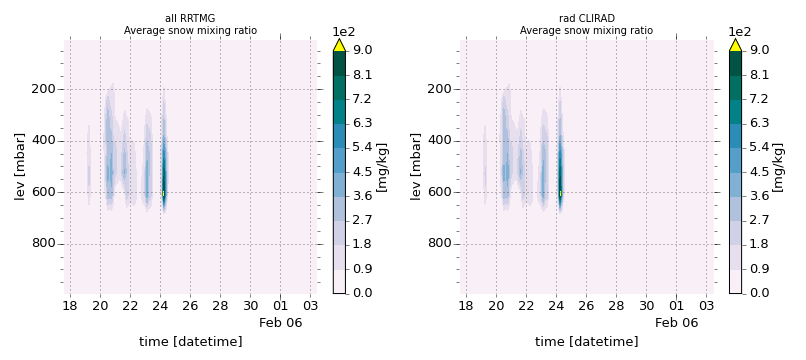 all RRTMG
Average snow mixing ratio
1e2
9.0
8.1
7.2
6.3
5.4
4.5
3.6
2.7
1.8
0.9
0.0
[mg/kg]
lev [mbar]
200
400
600
800
18 20 22 24 26 28 30 01 03
Feb 06
time [datetime]
rad CLIRAD
Average snow mixing ratio
1e2
9.0
8.1
7.2
6.3
5.4
4.5
3.6
2.7
1.8
0.9
0.0
[mg/kg]
lev [mbar]
200
400
600
800
18 20 22 24 26 28 30 01 03
Feb 06
time [datetime]